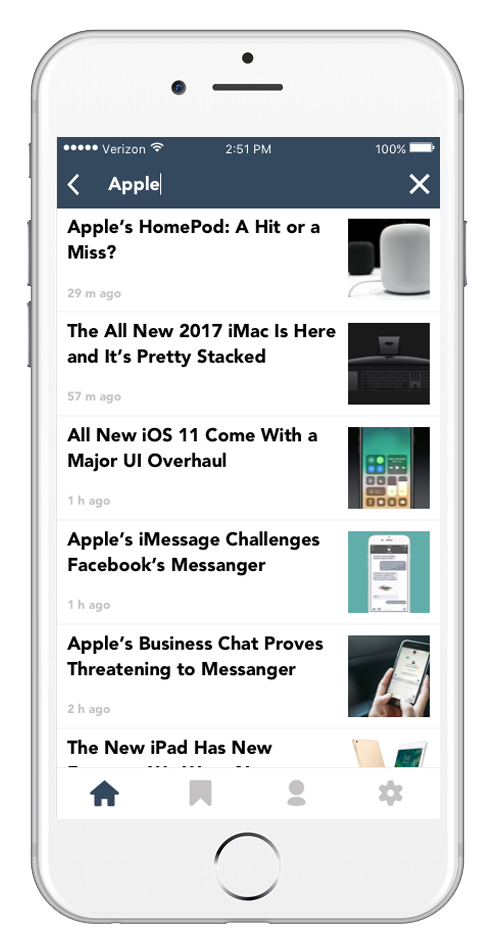 Verizon 2:51 PM 100%
Apple
Apple’s HomePod: A Hit or a
Miss?
29 m ago
The All New 2017 iMac Is Here
and It’s Pretty Stacked
57 m ago
All New iOS 11 Come With a
Major UI Overhaul
1 h ago
Apple’s iMessage Challenges
Facebook’s Messanger
1 h ago
Apple’s Business Chat Proves
Threatening to Messanger
2 h ago
The New iPad Has New